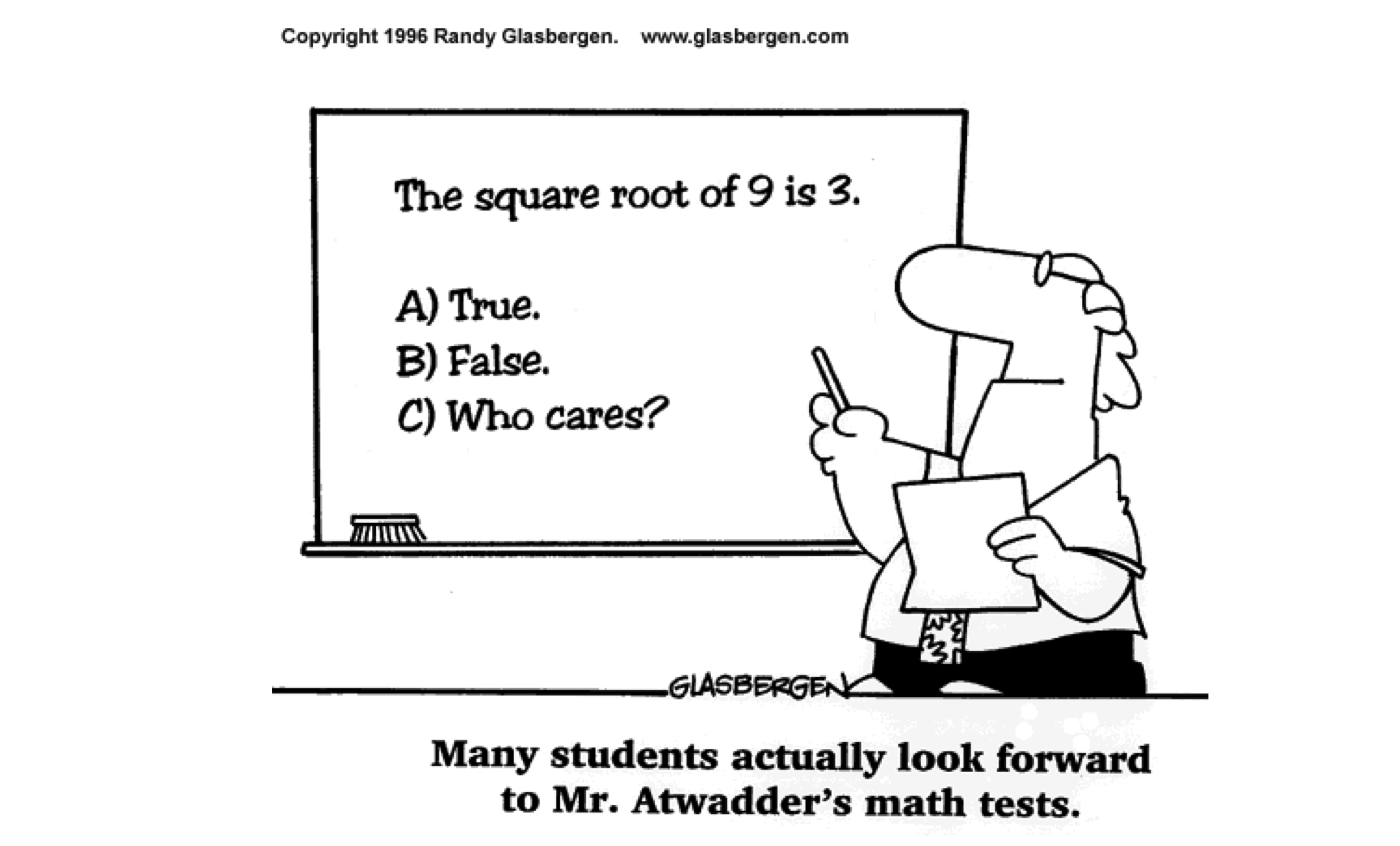 Copyright 1996 Randy Glasbergen. www.glasbergen.com
The square root of 9 is 3.
A) True.
B) False.
C) Who cares?
GLASBERGEN
Many students actually look forward
to Mr. Atwadder's math tests.